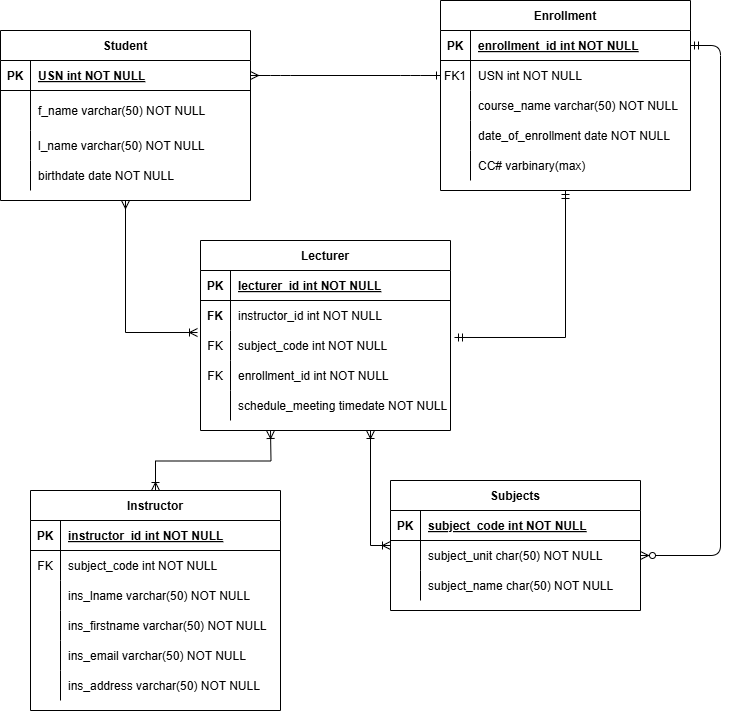 Student
PK USN int NOT NULL
f_name varchar(50) NOT NULL
l_name varchar(50) NOT NULL
birthdate date NOT NULL
Enrollment
PK enrollment_id int NOT NULL
FK1 USN int NOT NULL
course_name varchar(50) NOT NULL
date_of_enrollment date NOT NULL
CC# varbinary(max)
Lecturer
PK lecturer_id int NOT NULL
FK instructor_id int NOT NULL
FK subject_code int NOT NULL
FK enrollment_id int NOT NULL
schedule_meeting timedate NOT NULL
Instructor
PK instructor_id int NOT NULL
FK subject_code int NOT NULL
ins_lname varchar(50) NOT NULL
ins_firstname varchar(50) NOT NULL
ins_email varchar(50) NOT NULL
ins_address varchar(50) NOT NULL
Subjects
PK subject_code int NOT NULL
subject_unit char(50) NOT NULL
subject_name char(50) NOT NULL